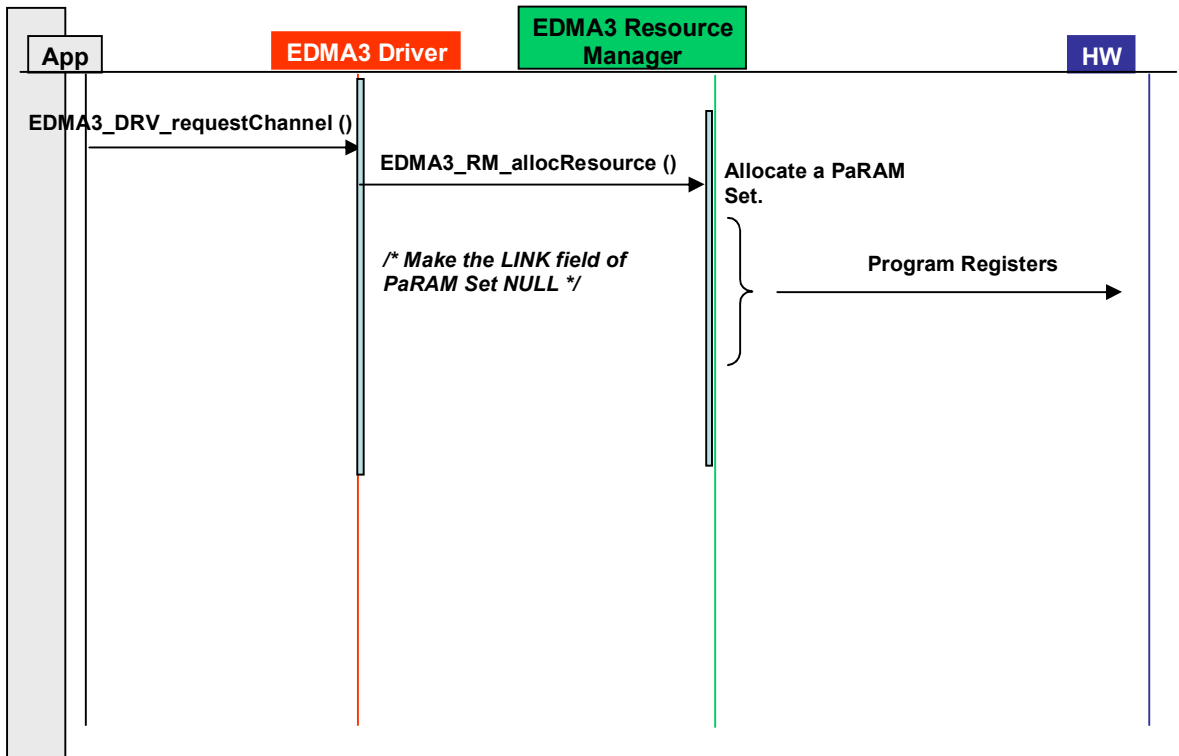 App
EDMA3 Driver
EDMA3 Resource
Manager
HW
EDMA3_DRV_requestChannel ()
EDMA3_RM_allocResource ()
Allocate a PaRAM
Set.
/* Make the LINK field of
PaRAM Set NULL */
Program Registers